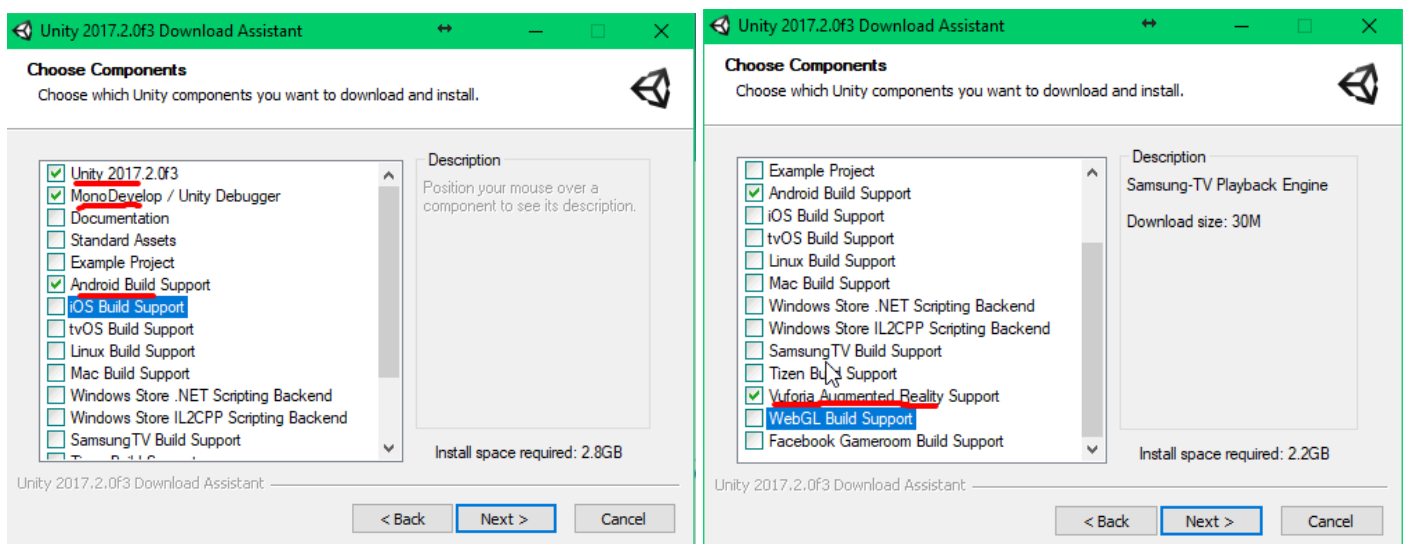 Unity 2017.2.0f3 Download Assistant
Choose Components
Choose which Unity components you want to download and install.
Unity 2017.2.0f3
MonoDevelop / Unity Debugger
Documentation
Standard Assets
Example Project
Android Build Support
iOS Build Support
tvOS Build Support
Linux Build Support
Mac Build Support
Windows Store .NET Scripting Backend
Windows Store IL2CPP Scripting Backend
SamsungTV Build Support
Description
Position your mouse over a
component to see its description.
Install space required: 2.8GB
Unity 2017.2.0f3 Download Assistant
< Back
Next >
Cancel
Unity 2017.2.0f3 Download Assistant
Choose Components
Choose which Unity components you want to download and install.
Example Project
Android Build Support
iOS Build Support
tvOS Build Support
Linux Build Support
Mac Build Support
Windows Store .NET Scripting Backend
Windows Store IL2CPP Scripting Backend
SamsungTV Build Support
Tizen Build Support
Vuforia Augmented Reality Support
WebGL Build Support
Facebook Gameroom Build Support
Description
Samsung-TV Playback Engine
Download size: 30M
Install space required: 2.2GB
Unity 2017.2.0f3 Download Assistant
< Back
Next >
Cancel